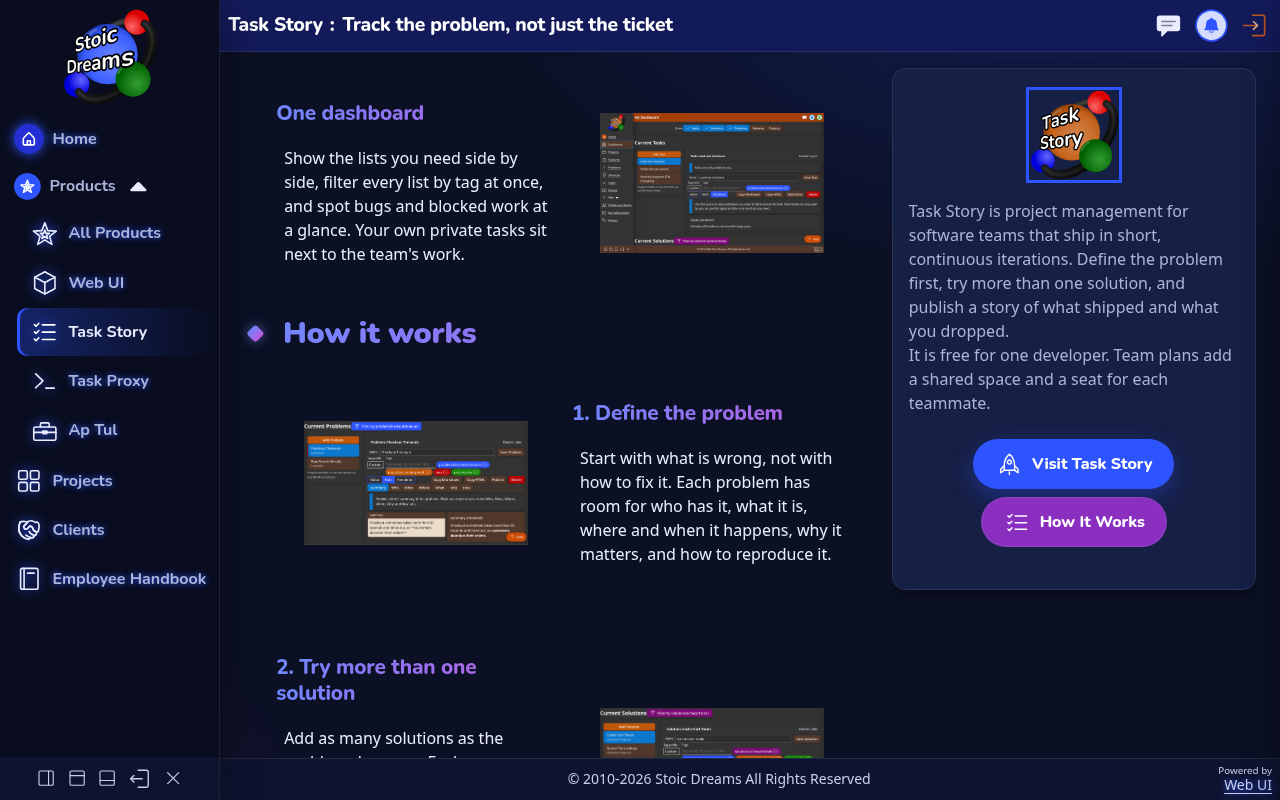 Stoic
Dreams
Task Story : Track the problem, not just the ticket
Home
Products
All Products
Web UI
Task Story
Task Proxy
Ap Tul
Projects
Clients
Employee Handbook
One dashboard
Show the lists you need side by
side, filter every list by tag at once,
and spot bugs and blocked work at
a glance. Your own private tasks sit
next to the team's work.
My Dashboard
Current Tasks
Current Solutions
How it works
Current Problems
1. Define the problem
Start with what is wrong, not with
how to fix it. Each problem has
room for who has it, what it is,
where and when it happens, why it
matters, and how to reproduce it.
2. Try more than one
solution
Add as many solutions as the
Current Solutions
Task
Story
Task Story is project management for
software teams that ship in short,
continuous iterations. Define the problem
first, try more than one solution, and
publish a story of what shipped and what
you dropped.
It is free for one developer. Team plans add
a shared space and a seat for each
teammate.
Visit Task Story
How It Works
© 2010-2026 Stoic Dreams All Rights Reserved
Powered by
Web UI